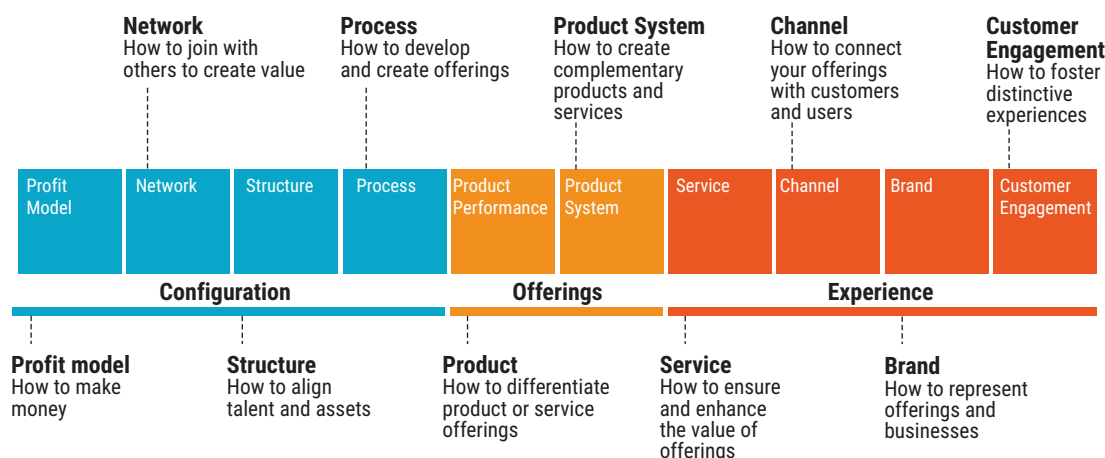 Network
How to join with
others to create value
Process
How to develop
and create offerings
Product System
How to create
complementary
products and
services
Channel
How to connect
your offerings
with customers
and users
Customer
Engagement
How to foster
distinctive
experiences
Profit
Model
Network
Structure
Process
Product
Performance
Product
System
Service
Channel
Brand
Customer
Engagement
Configuration
Offerings
Experience
Profit model
How to make
money
Structure
How to align
talent and assets
Product
How to differentiate
product or service
offerings
Service
How to ensure
and enhance
the value of
offerings
Brand
How to represent
offerings and
businesses